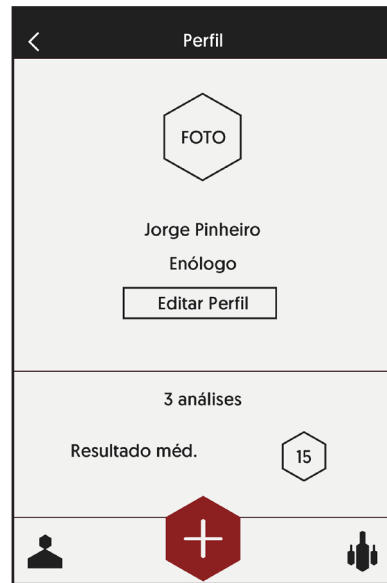 Perfil
FOTO
Jorge Pinheiro
Enólogo
Editar Perfil
3 análises
Resultado méd.
15